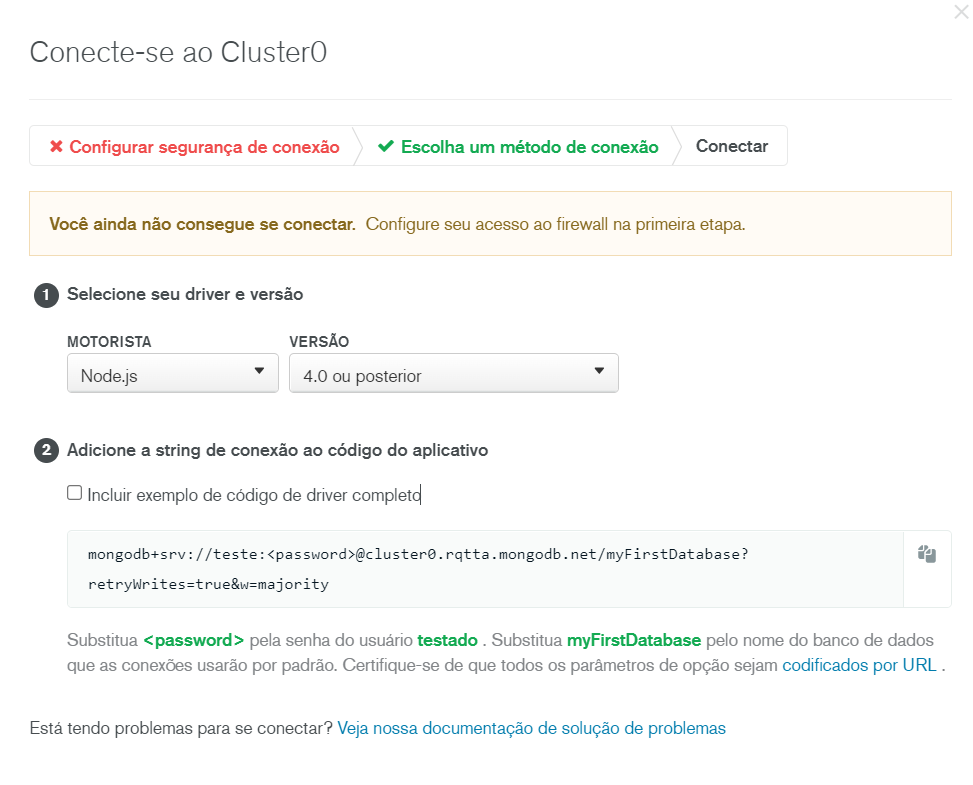 Conecte-se ao Cluster0
✖ Configurar segurança de conexão ✔ Escolha um método de conexão Conectar
Você ainda não consegue se conectar. Configure seu acesso ao firewall na primeira etapa.
1 Selecione seu driver e versão
MOTORISTA VERSÃO
Node.js 4.0 ou posterior
2 Adicione a string de conexão ao código do aplicativo
Incluir exemplo de código de driver completo
mongodb+srv://teste:<password>@cluster0.rqtta.mongodb.net/myFirstDatabase?
retryWrites=true&w=majority
Substitua <password> pela senha do usuário testado . Substitua myFirstDatabase pelo nome do banco de dados
que as conexões usarão por padrão. Certifique-se de que todos os parâmetros de opção sejam codificados por URL .
Está tendo problemas para se conectar? Veja nossa documentação de solução de problemas